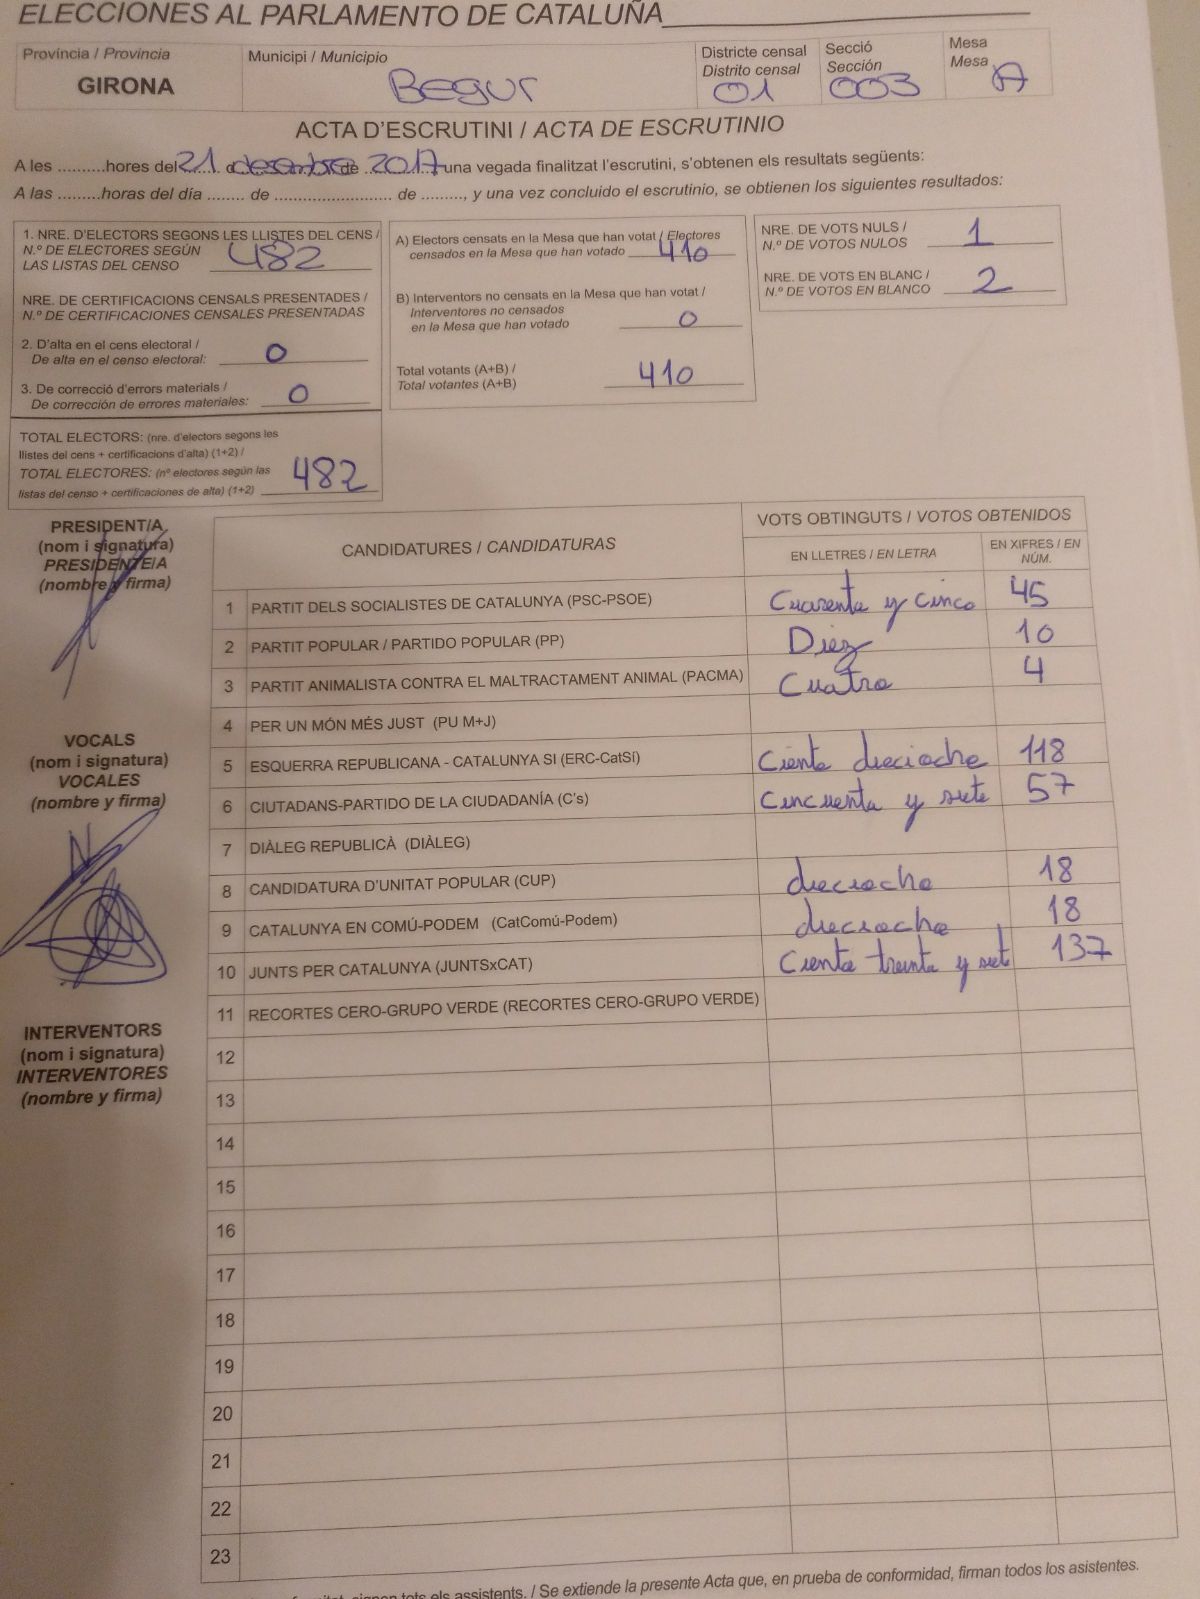 ELECCIONES AL PARLAMENTO DE CATALUÑA
Província / Provincia
GIRONA
Municipi / Municipio
Begur
Districte censal
Distrito censal
01
Secció
Sección
003
Mesa
Mesa
A
ACTA D'ESCRUTINI / ACTA DE ESCRUTINIO
A les .........hores del 21 desembre de 2017 una vegada finalitzat l'escrutini, s'obtenen els resultats següents:
A las .........horas del día ........ de ........................ de ........., y una vez concluido el escrutinio, se obtienen los siguientes resultados:
1. NRE. D'ELECTORS SEGONS LES LLISTES DEL CENS /
N.º DE ELECTORES SEGÚN
LAS LISTAS DEL CENSO 482
NRE. DE CERTIFICACIONS CENSALS PRESENTADES /
N.º DE CERTIFICACIONES CENSALES PRESENTADAS
2. D'alta en el cens electoral /
De alta en el censo electoral: 0
3. De correcció d'errors materials /
De corrección de errores materiales: 0
TOTAL ELECTORS: (nre. d'electors segons les
llistes del cens + certificacions d'alta) (1+2) /
TOTAL ELECTORES: (nº electores según las
listas del censo + certificaciones de alta) (1+2) 482
A) Electors censats en la Mesa que han votat / Electores
censados en la Mesa que han votado 410
B) Interventors no censats en la Mesa que han votat /
Interventores no censados
en la Mesa que han votado 0
Total votants (A+B) /
Total votantes (A+B) 410
NRE. DE VOTS NULS /
N.º DE VOTOS NULOS 1
NRE. DE VOTS EN BLANC /
N.º DE VOTOS EN BLANCO 2
PRESIDENT/A
(nom i signatura)
PRESIDENTE/A
(nombre y firma)
VOCALS
(nom i signatura)
VOCALES
(nombre y firma)
INTERVENTORS
(nom i signatura)
INTERVENTORES
(nombre y firma)
CANDIDATURES / CANDIDATURAS
VOTS OBTINGUTS / VOTOS OBTENIDOS
EN LLETRES / EN LETRA
EN XIFRES / EN
NÚM.
1 PARTIT DELS SOCIALISTES DE CATALUNYA (PSC-PSOE) Cuarenta y cinco 45
2 PARTIT POPULAR / PARTIDO POPULAR (PP) Diez 10
3 PARTIT ANIMALISTA CONTRA EL MALTRACTAMENT ANIMAL (PACMA) Cuatro 4
4 PER UN MÓN MÉS JUST (PU M+J)
5 ESQUERRA REPUBLICANA - CATALUNYA SI (ERC-CatSí) Ciento dieciocho 118
6 CIUTADANS-PARTIDO DE LA CIUDADANÍA (C's) Cincuenta y siete 57
7 DIÀLEG REPUBLICÀ (DIÀLEG)
8 CANDIDATURA D'UNITAT POPULAR (CUP) dieciocho 18
9 CATALUNYA EN COMÚ-PODEM (CatComú-Podem) dieciocho 18
10 JUNTS PER CATALUNYA (JUNTSxCAT) Ciento treinta y siete 137
11 RECORTES CERO-GRUPO VERDE (RECORTES CERO-GRUPO VERDE)
12
13
14
15
16
17
18
19
20
21
22
23
signen tots els assistents. / Se extiende la presente Acta que, en prueba de conformidad, firman todos los asistentes.